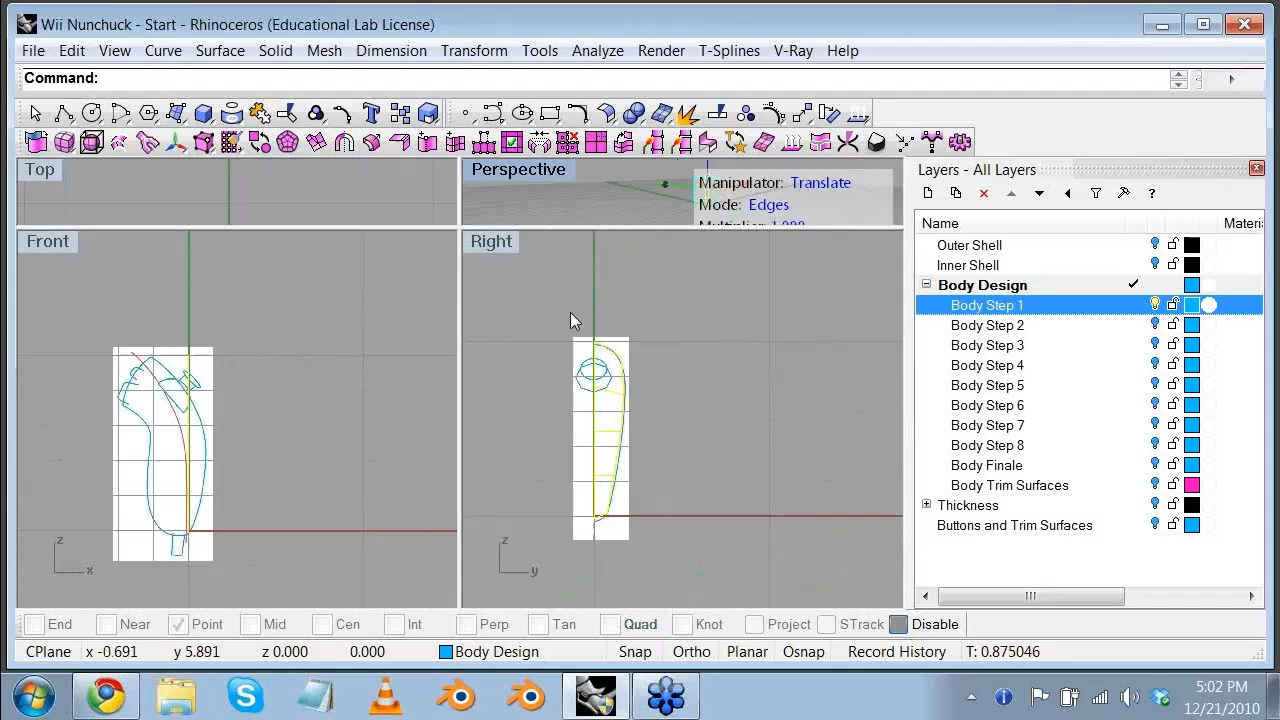 Wii Nunchuck - Start - Rhinoceros (Educational Lab License)
File Edit View Curve Surface Solid Mesh Dimension Transform Tools Analyze Render T-Splines V-Ray Help
Command:
Top
Perspective
Manipulator: Translate
Mode: Edges
Multiplier: 1.000
Front
Right
z
x
z
y
Layers - All Layers
?
Name
Materi
Outer Shell
Inner Shell
Body Design
Body Step 1
Body Step 2
Body Step 3
Body Step 4
Body Step 5
Body Step 6
Body Step 7
Body Step 8
Body Finale
Body Trim Surfaces
Thickness
Buttons and Trim Surfaces
End Near Point Mid Cen Int Perp Tan Quad Knot Project STrack Disable
CPlane x -0.691 y 5.891 z 0.000 0.000 Body Design Snap Ortho Planar Osnap Record History T: 0.875046
5:02 PM
12/21/2010